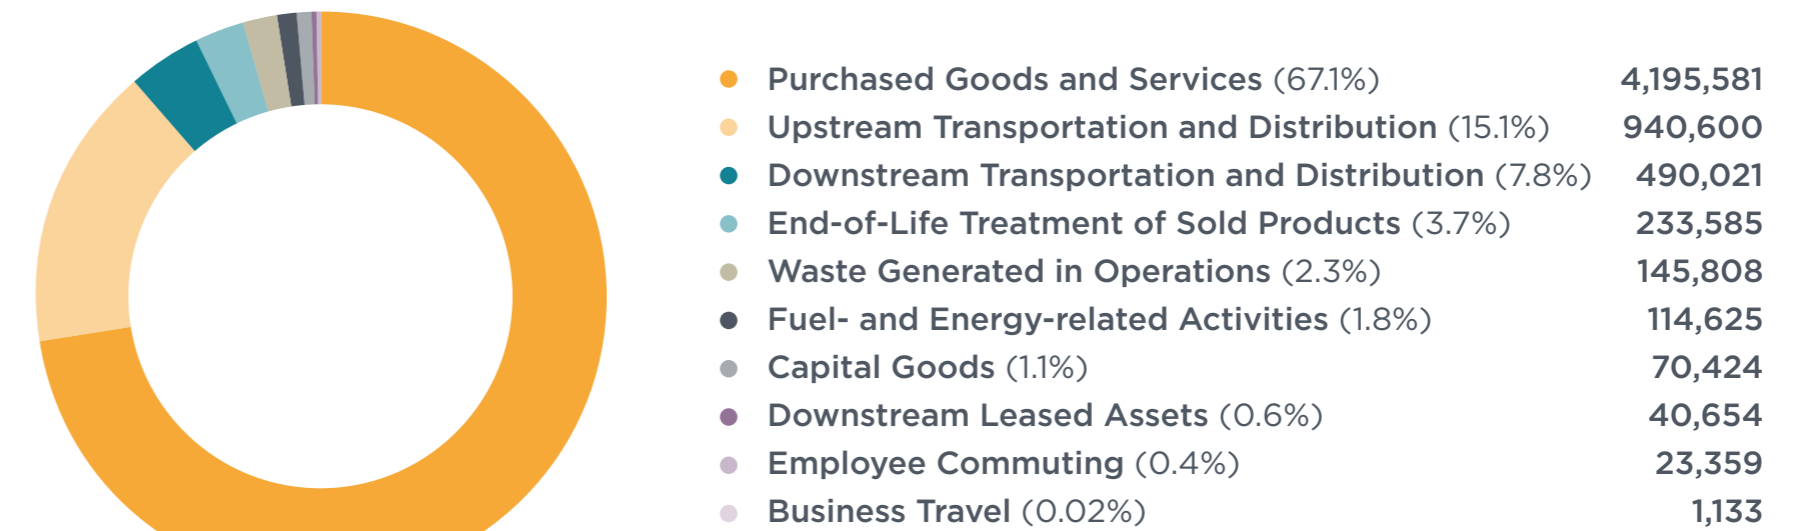 Purchased Goods and Services (67.1%) 4,195,581
Upstream Transportation and Distribution (15.1%) 940,600
Downstream Transportation and Distribution (7.8%) 490,021
End-of-Life Treatment of Sold Products (3.7%) 233,585
Waste Generated in Operations (2.3%) 145,808
Fuel- and Energy-related Activities (1.8%) 114,625
Capital Goods (1.1%) 70,424
Downstream Leased Assets (0.6%) 40,654
Employee Commuting (0.4%) 23,359
Business Travel (0.02%) 1,133